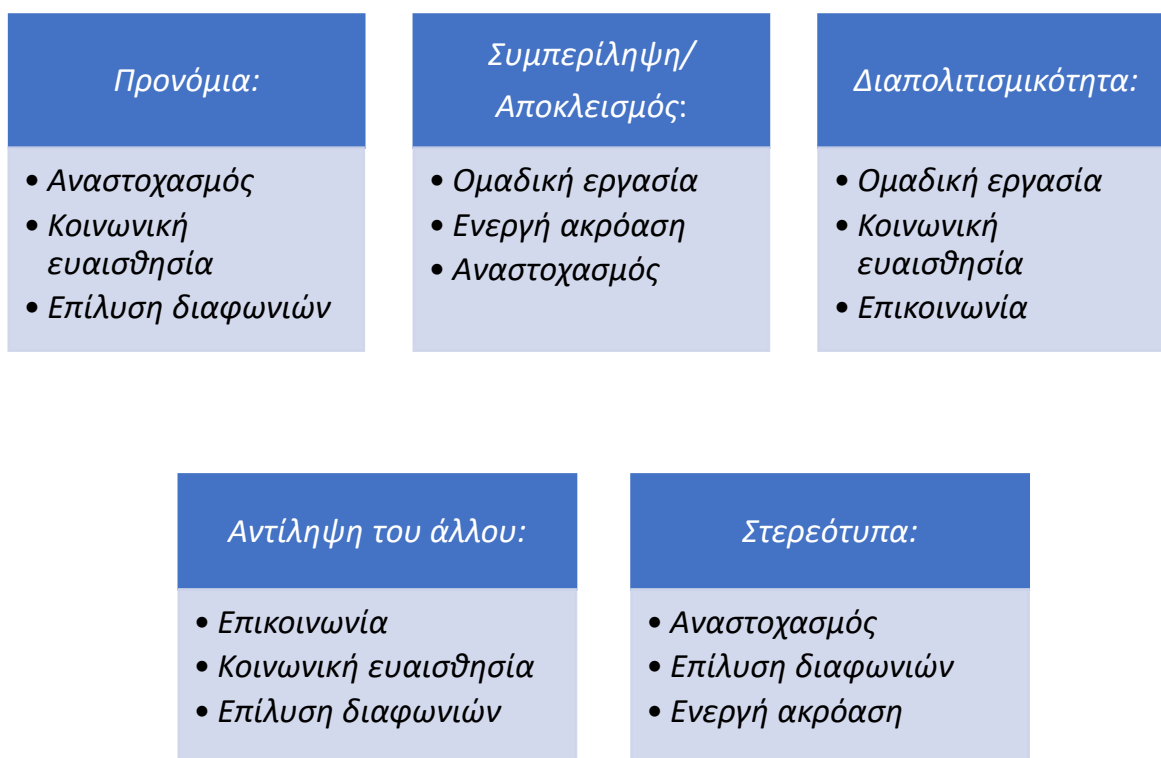 Προνόμια:
• Αναστοχασμός
• Κοινωνική
ευαισθησία
• Επίλυση διαφωνιών
Συμπερίληψη/
Αποκλεισμός:
• Ομαδική εργασία
• Ενεργή ακρόαση
• Αναστοχασμός
Διαπολιτισμικότητα:
• Ομαδική εργασία
• Κοινωνική
ευαισθησία
• Επικοινωνία
Αντίληψη του άλλου:
• Επικοινωνία
• Κοινωνική ευαισθησία
• Επίλυση διαφωνιών
Στερεότυπα:
• Αναστοχασμός
• Επίλυση διαφωνιών
• Ενεργή ακρόαση